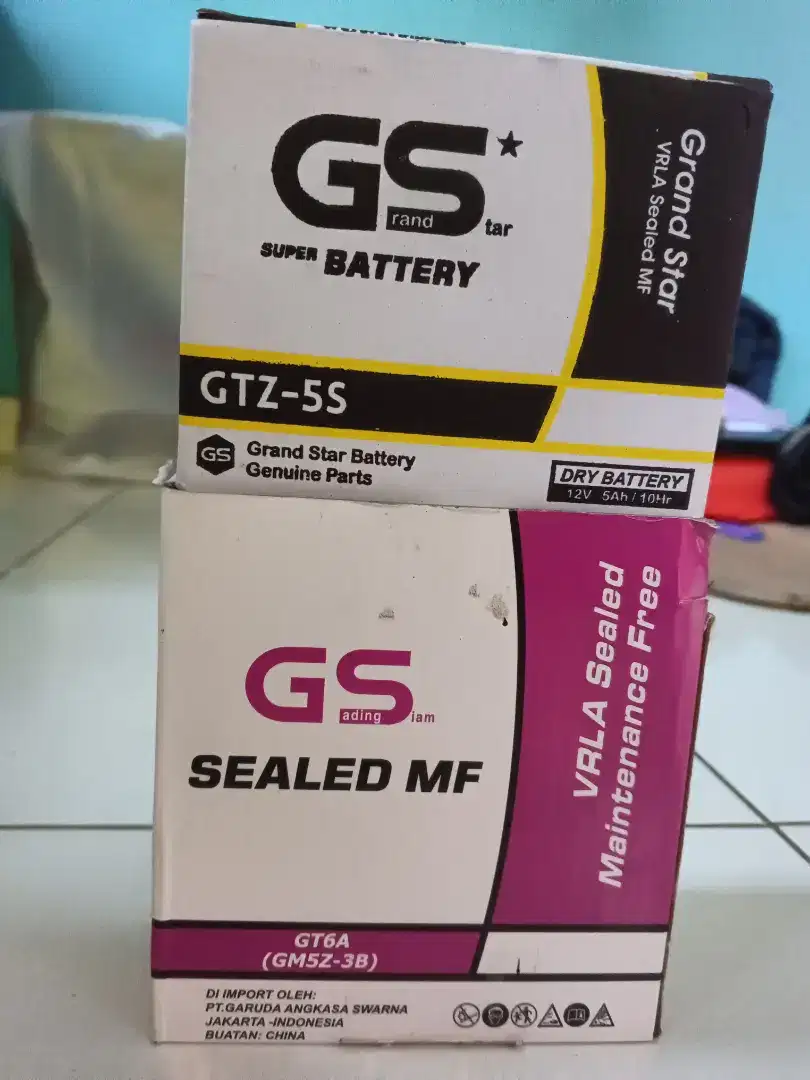 GS
rand
tar
SUPER BATTERY
Grand Star
VRLA Sealed MF
GTZ-5S
GS
Grand Star Battery
Genuine Parts
DRY BATTERY
12V 5Ah / 10Hr
GS
ading
iam
SEALED MF
VRLA Sealed
Maintenance Free
GT6A
(GM5Z-3B)
DI IMPORT OLEH:
PT.GARUDA ANGKASA SWARNA
JAKARTA -INDONESIA
BUATAN: CHINA